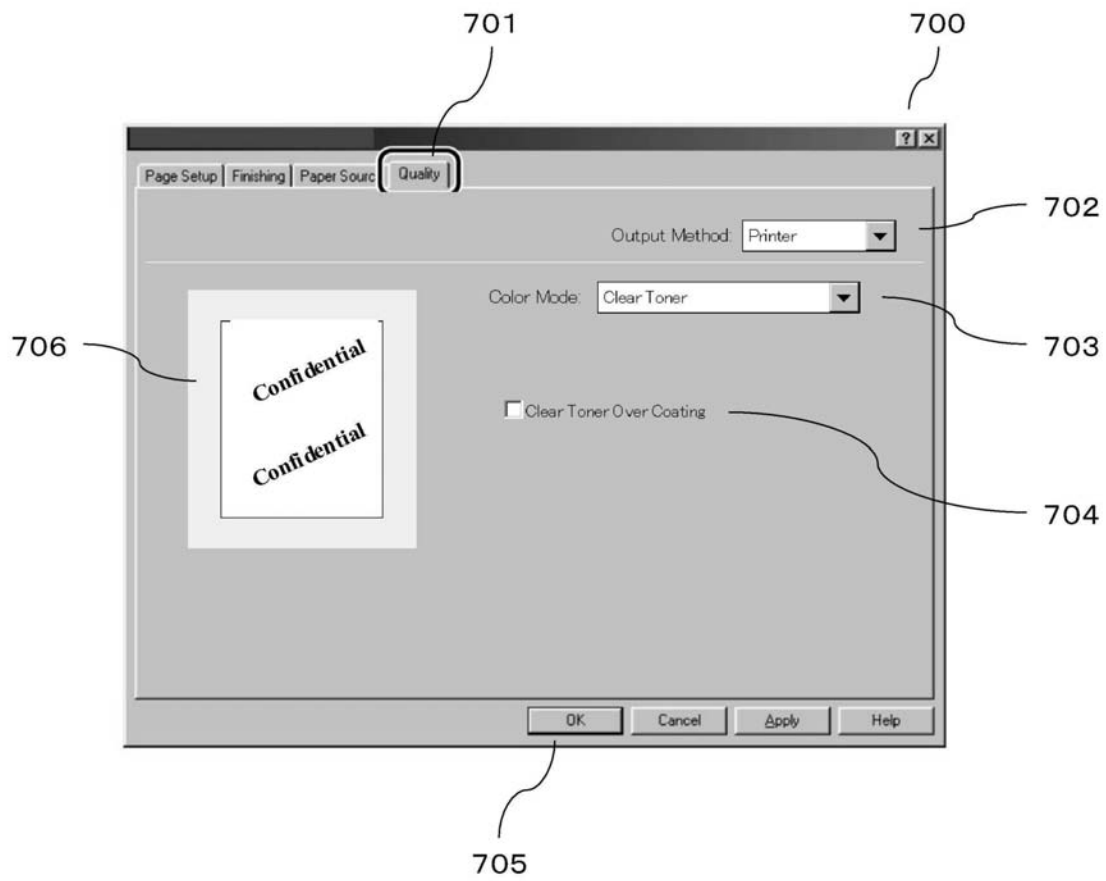 701
700
? ×
Page Setup Finishing Paper Sourc Quality
702
Output Method: Printer
Color Mode: Clear Toner
703
706
Confidential
Clear Toner Over Coating
704
Confidential
OK Cancel Apply Help
705